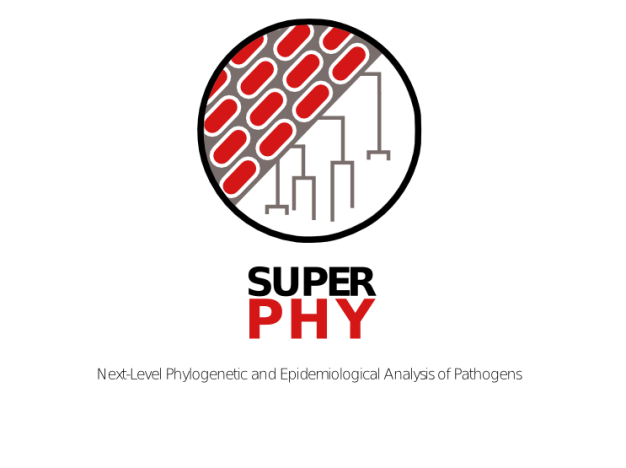 SUPER
PHY
Next-Level Phylogenetic and Epidemiological Analysis of Pathogens